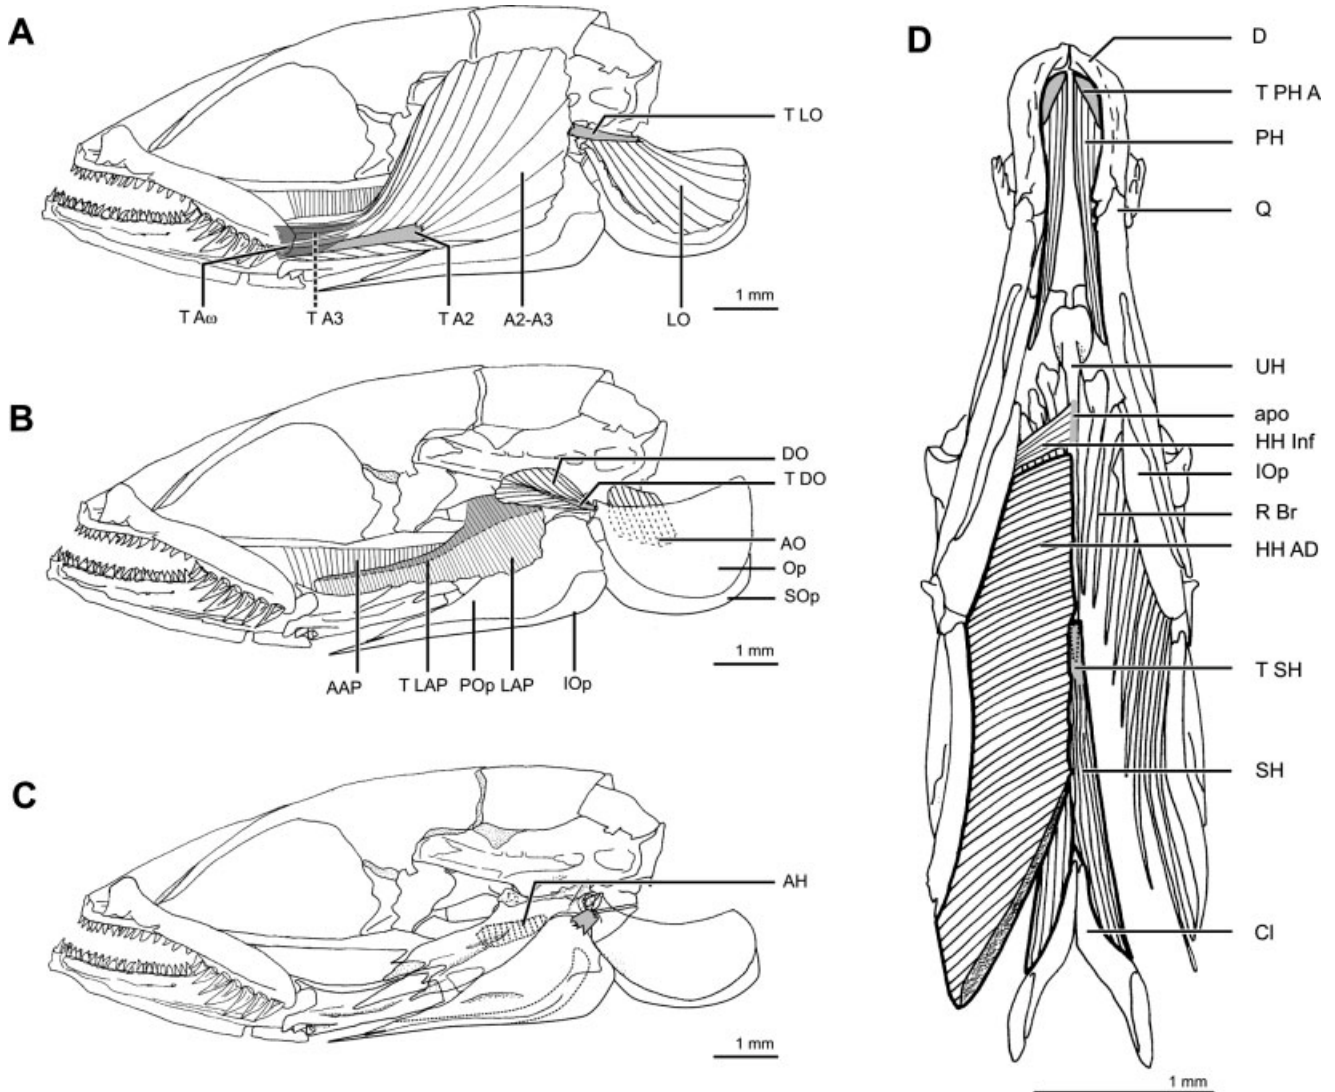 A
T LO
T Aω
T A3
T A2
A2-A3
LO
1 mm
B
DO
T DO
AO
Op
SOp
AAP
T LAP
POp
LAP
IOp
1 mm
C
AH
1 mm
D
D
T PH A
PH
Q
UH
apo
HH Inf
IOp
R Br
HH AD
T SH
SH
Cl
1 mm